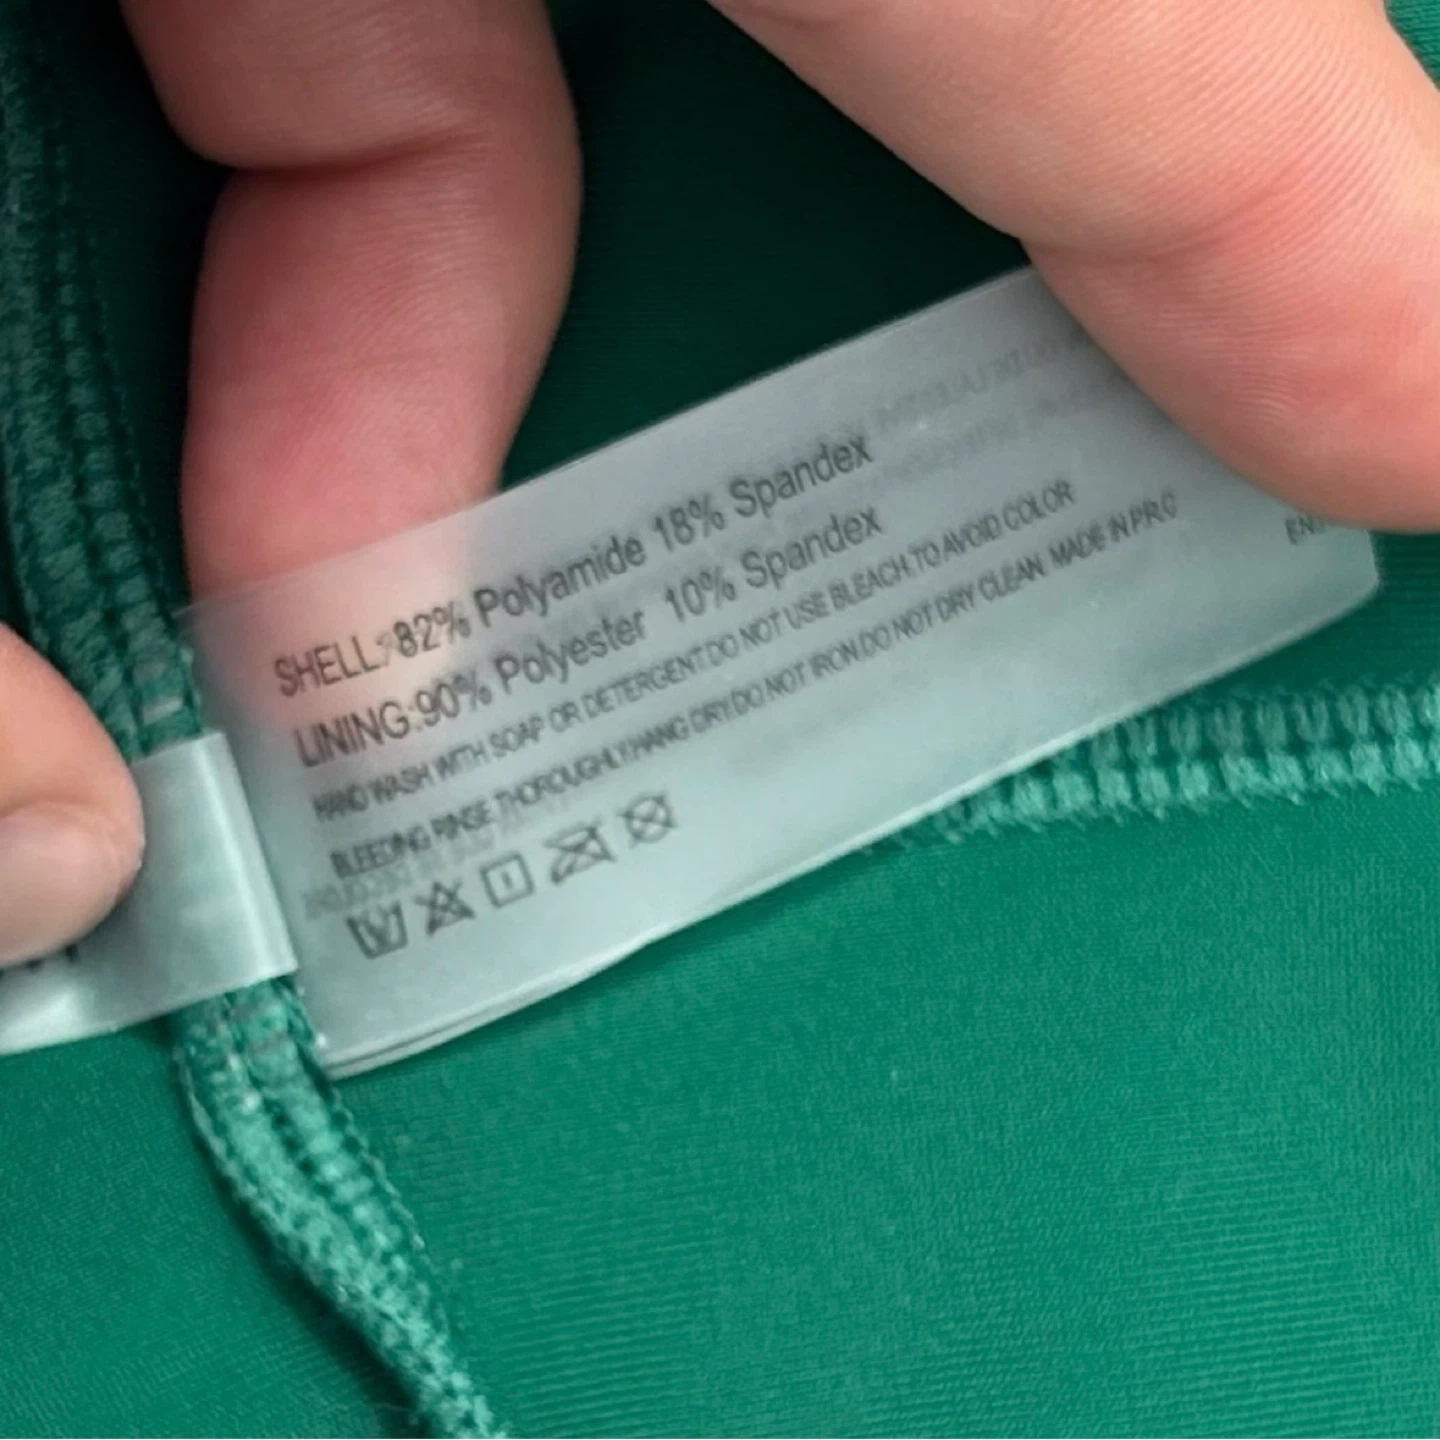 SHELL:82% Polyamide 18% Spandex
LINING:90% Polyester 10% Spandex
HAND WASH WITH SOAP OR DETERGENT.DO NOT USE BLEACH.TO AVOID COLOR
BLEEDING RINSE THOROUGHLY.HANG DRY.DO NOT IRON.DO NOT DRY CLEAN. MADE IN P.R.C